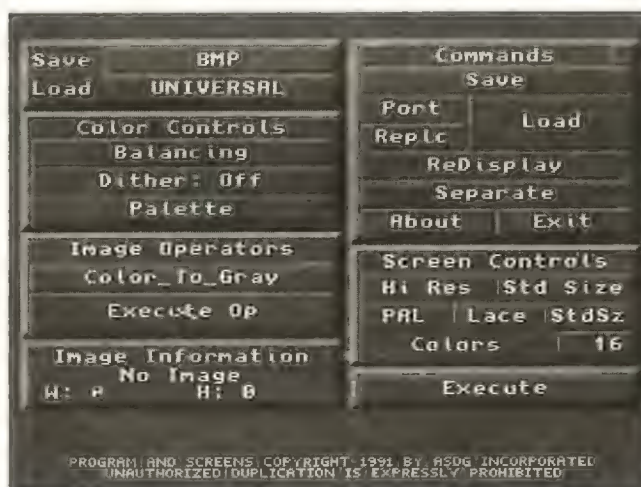 Save BMP
Load UNIVERSAL
Color Controls
Balancing
Dither: Off
Palette
Image Operators
Color_To_Gray
Execute Op
Image Information
No Image
W: 0 H: 0
Commands
Save
Port
Replc
Load
ReDisplay
Separate
About Exit
Screen Controls
Hi Res Std Size
PAL Lace StdSz
Colors 16
Execute
PROGRAM AND SCREENS COPYRIGHT 1991 BY ASDG INCORPORATED
UNAUTHORIZED DUPLICATION IS EXPRESSLY PROHIBITED